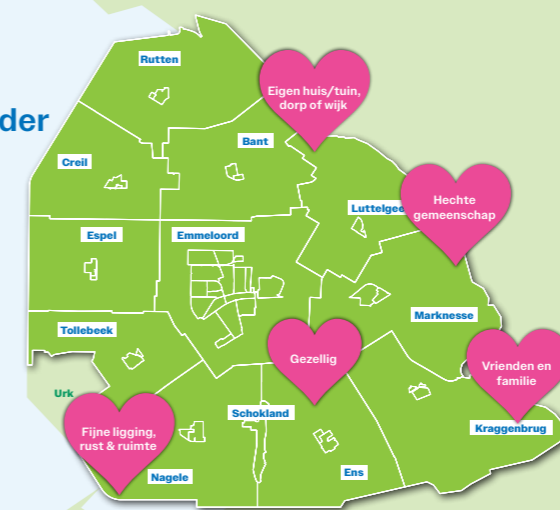 Rutten
Eigen huis/tuin,
dorp of wijk
der
Bant
Creil
Hechte
gemeenschap
Luttelgee
Espel
Emmeloord
Marknesse
Tollebeek
Gezellig
Vrienden en
familie
Urk
Schokland
Kraggenbrug
Fijne ligging,
rust & ruimte
Nagele
Ens